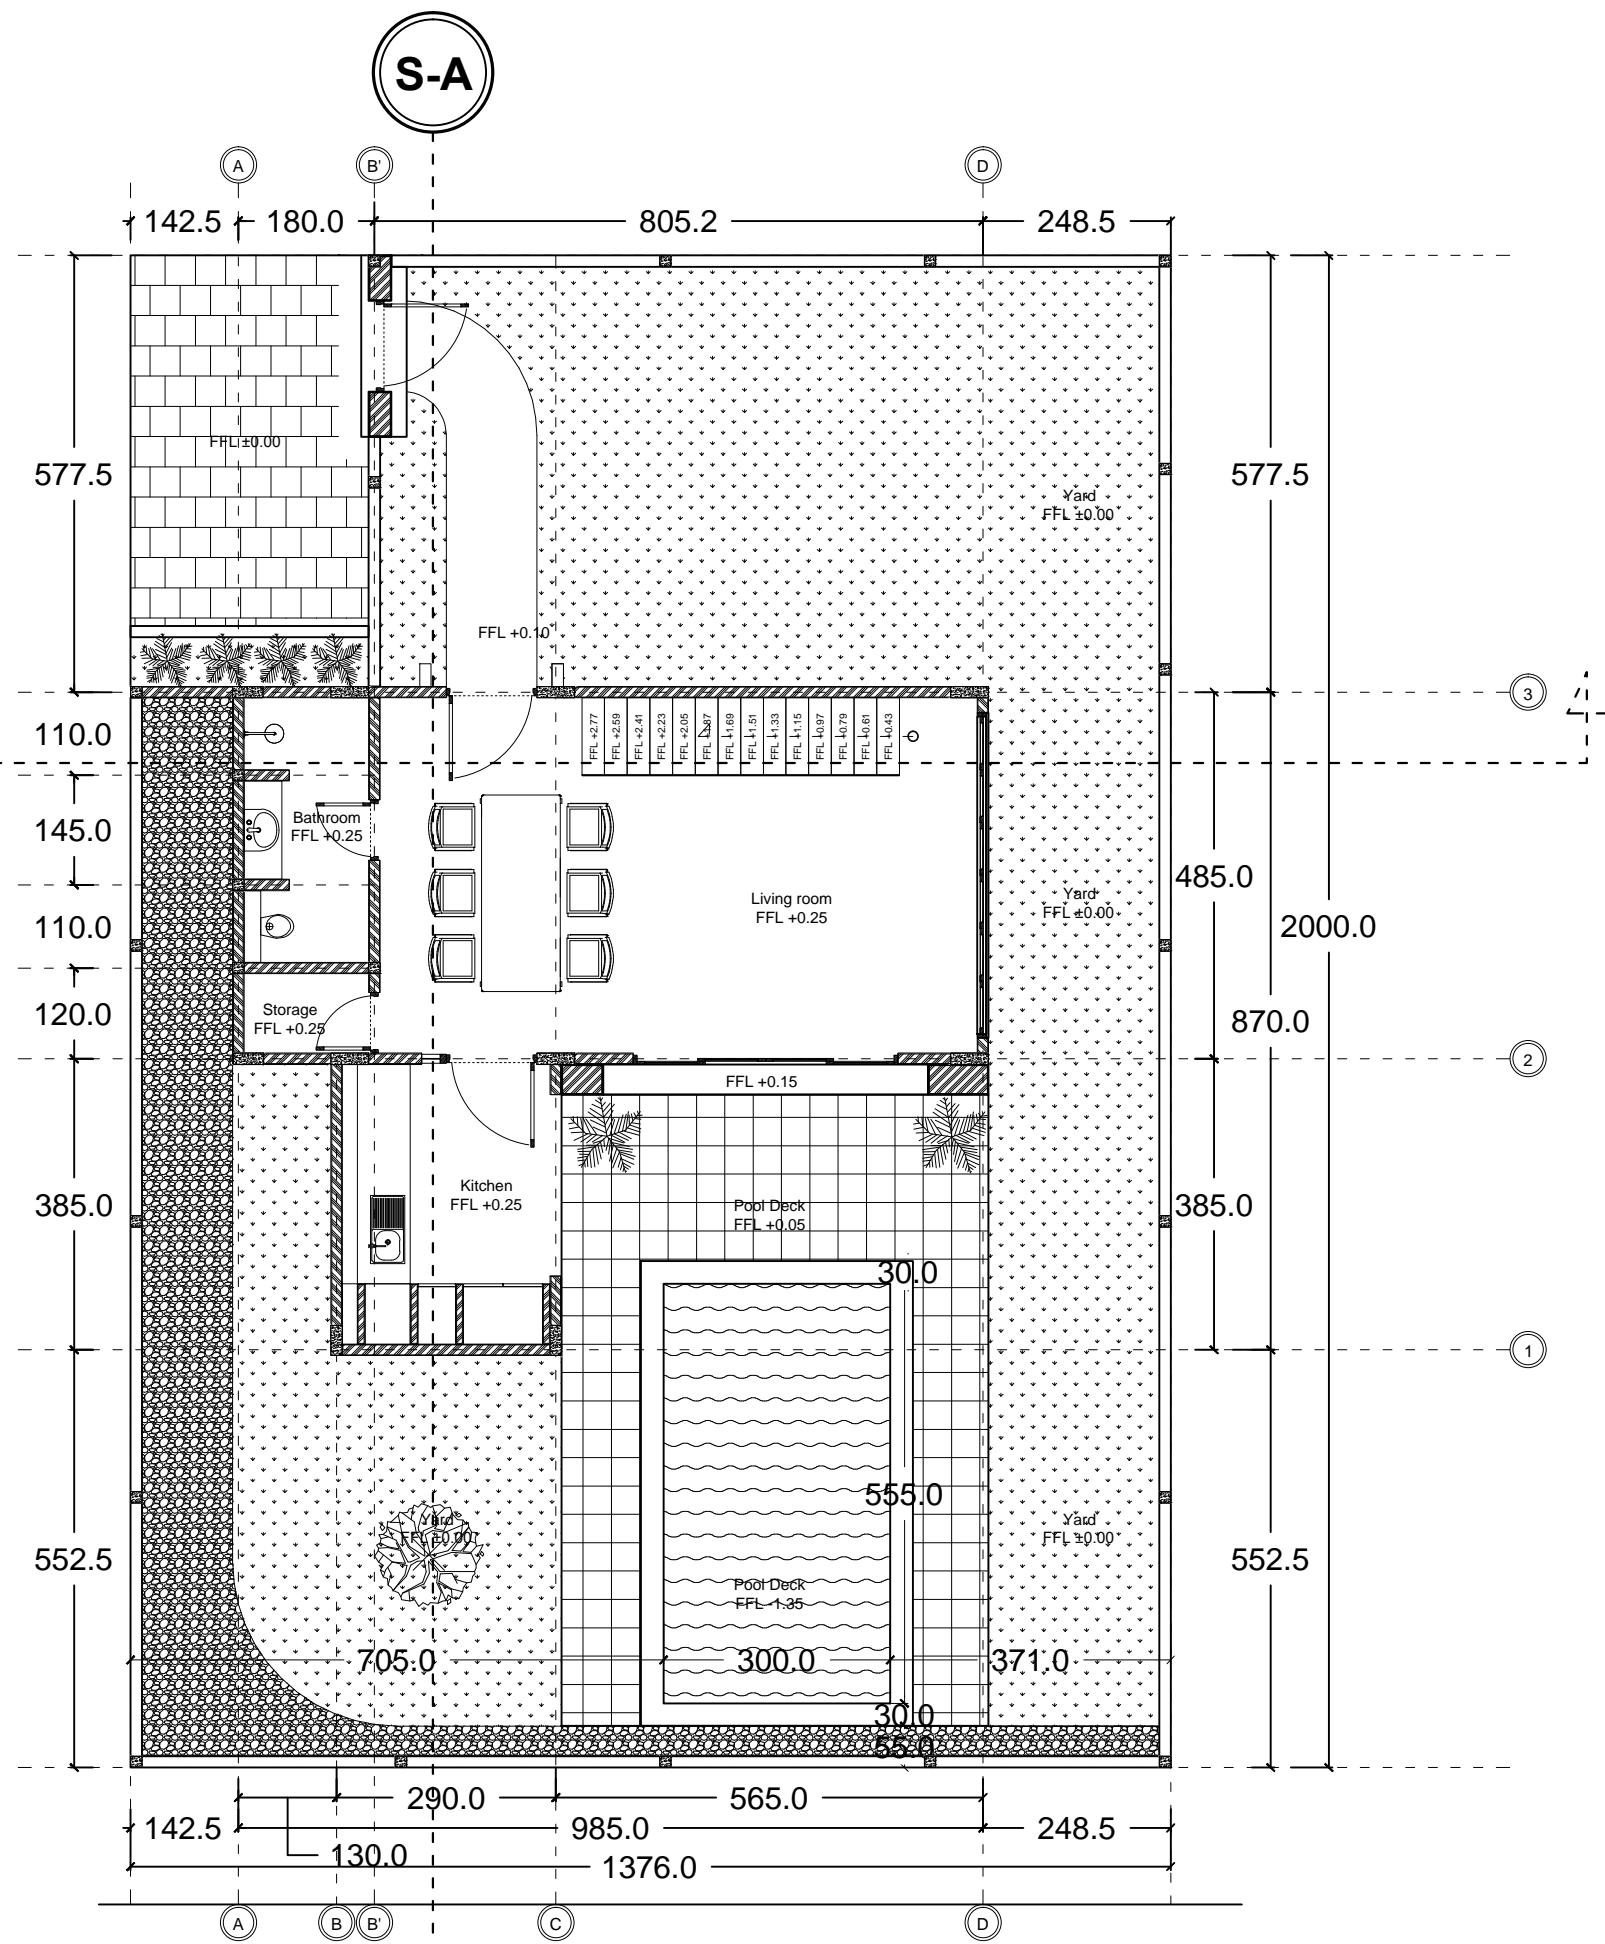 S-A
A
B'
D
142.5
180.0
805.2
248.5
FFL ±0.00
577.5
577.5
Yard
FFL ±0.00
FFL +0.10
3
FFL +2.77
FFL +2.59
FFL +2.41
FFL +2.23
FFL +2.05
FFL +1.87
FFL +1.69
FFL +1.51
FFL +1.33
FFL +1.15
FFL +0.97
FFL +0.79
FFL +0.61
FFL +0.43
110.0
145.0
Bathroom
FFL +0.25
485.0
Living room
FFL +0.25
Yard
FFL ±0.00
110.0
2000.0
Storage
FFL +0.25
120.0
870.0
2
FFL +0.15
Kitchen
FFL +0.25
385.0
Pool Deck
FFL +0.05
385.0
30.0
1
555.0
Yard
FFL ±0.00
Yard
FFL ±0.00
552.5
552.5
Pool Deck
FFL -1.35
705.0
300.0
371.0
30.0
55.0
290.0
565.0
142.5
985.0
248.5
130.0
1376.0
A
B
B'
C
D